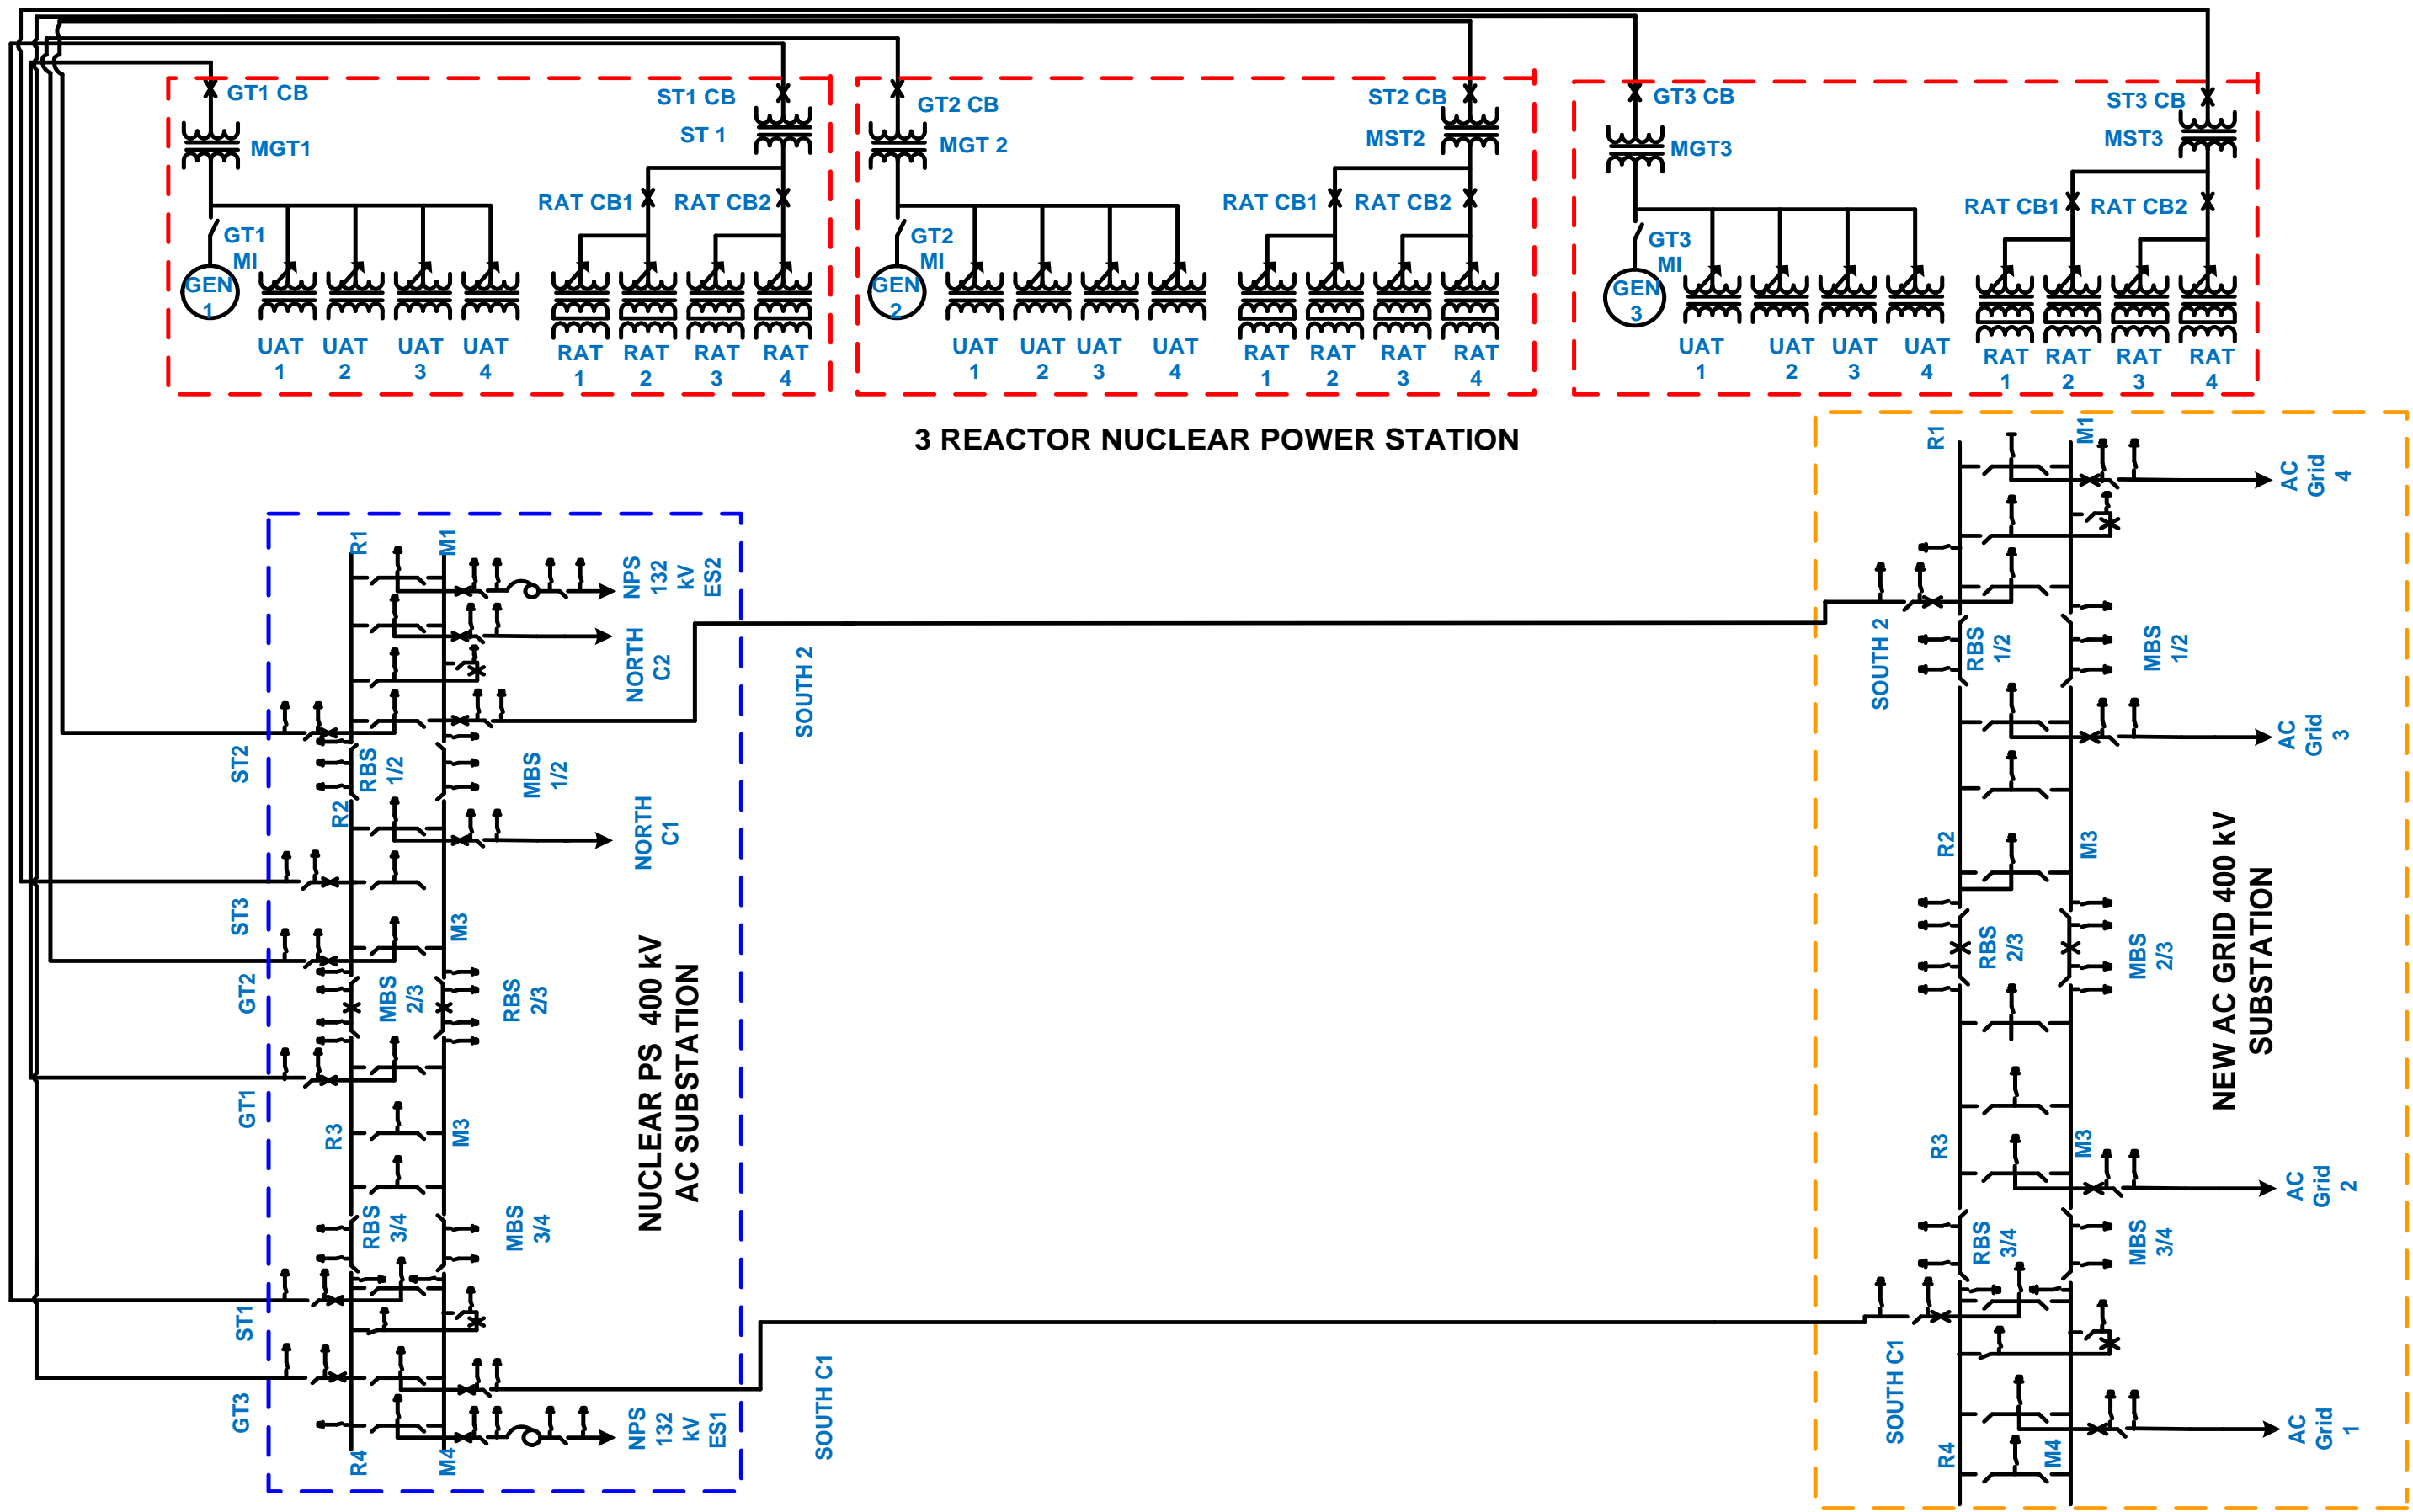 GT1 CB
MGT1
GT1
MI
GEN
1
UAT
1
UAT
2
UAT
3
UAT
4
ST1 CB
ST 1
RAT CB1
RAT CB2
RAT
1
RAT
2
RAT
3
RAT
4
GT2 CB
MGT 2
GT2
MI
GEN
2
UAT
1
UAT
2
UAT
3
UAT
4
ST2 CB
MST2
RAT CB1
RAT CB2
RAT
1
RAT
2
RAT
3
RAT
4
GT3 CB
MGT3
GT3
MI
GEN
3
UAT
1
UAT
2
UAT
3
UAT
4
ST3 CB
MST3
RAT CB1
RAT CB2
RAT
1
RAT
2
RAT
3
RAT
4
3 REACTOR NUCLEAR POWER STATION
R1
M1
NPS
132
kV
ES2
NORTH
C2
ST2
RBS
1/2
MBS
1/2
R2
NORTH
C1
ST3
M3
GT2
MBS
2/3
RBS
2/3
GT1
R3
M3
RBS
3/4
MBS
3/4
ST1
GT3
R4
M4
NPS
132
kV
ES1
NUCLEAR PS 400 kV
AC SUBSTATION
SOUTH 2
SOUTH C1
R1
M1
AC
Grid
4
SOUTH 2
RBS
1/2
MBS
1/2
AC
Grid
3
R2
M3
RBS
2/3
MBS
2/3
NEW AC GRID 400 kV
SUBSTATION
R3
M3
AC
Grid
2
RBS
3/4
MBS
3/4
SOUTH C1
R4
M4
AC
Grid
1